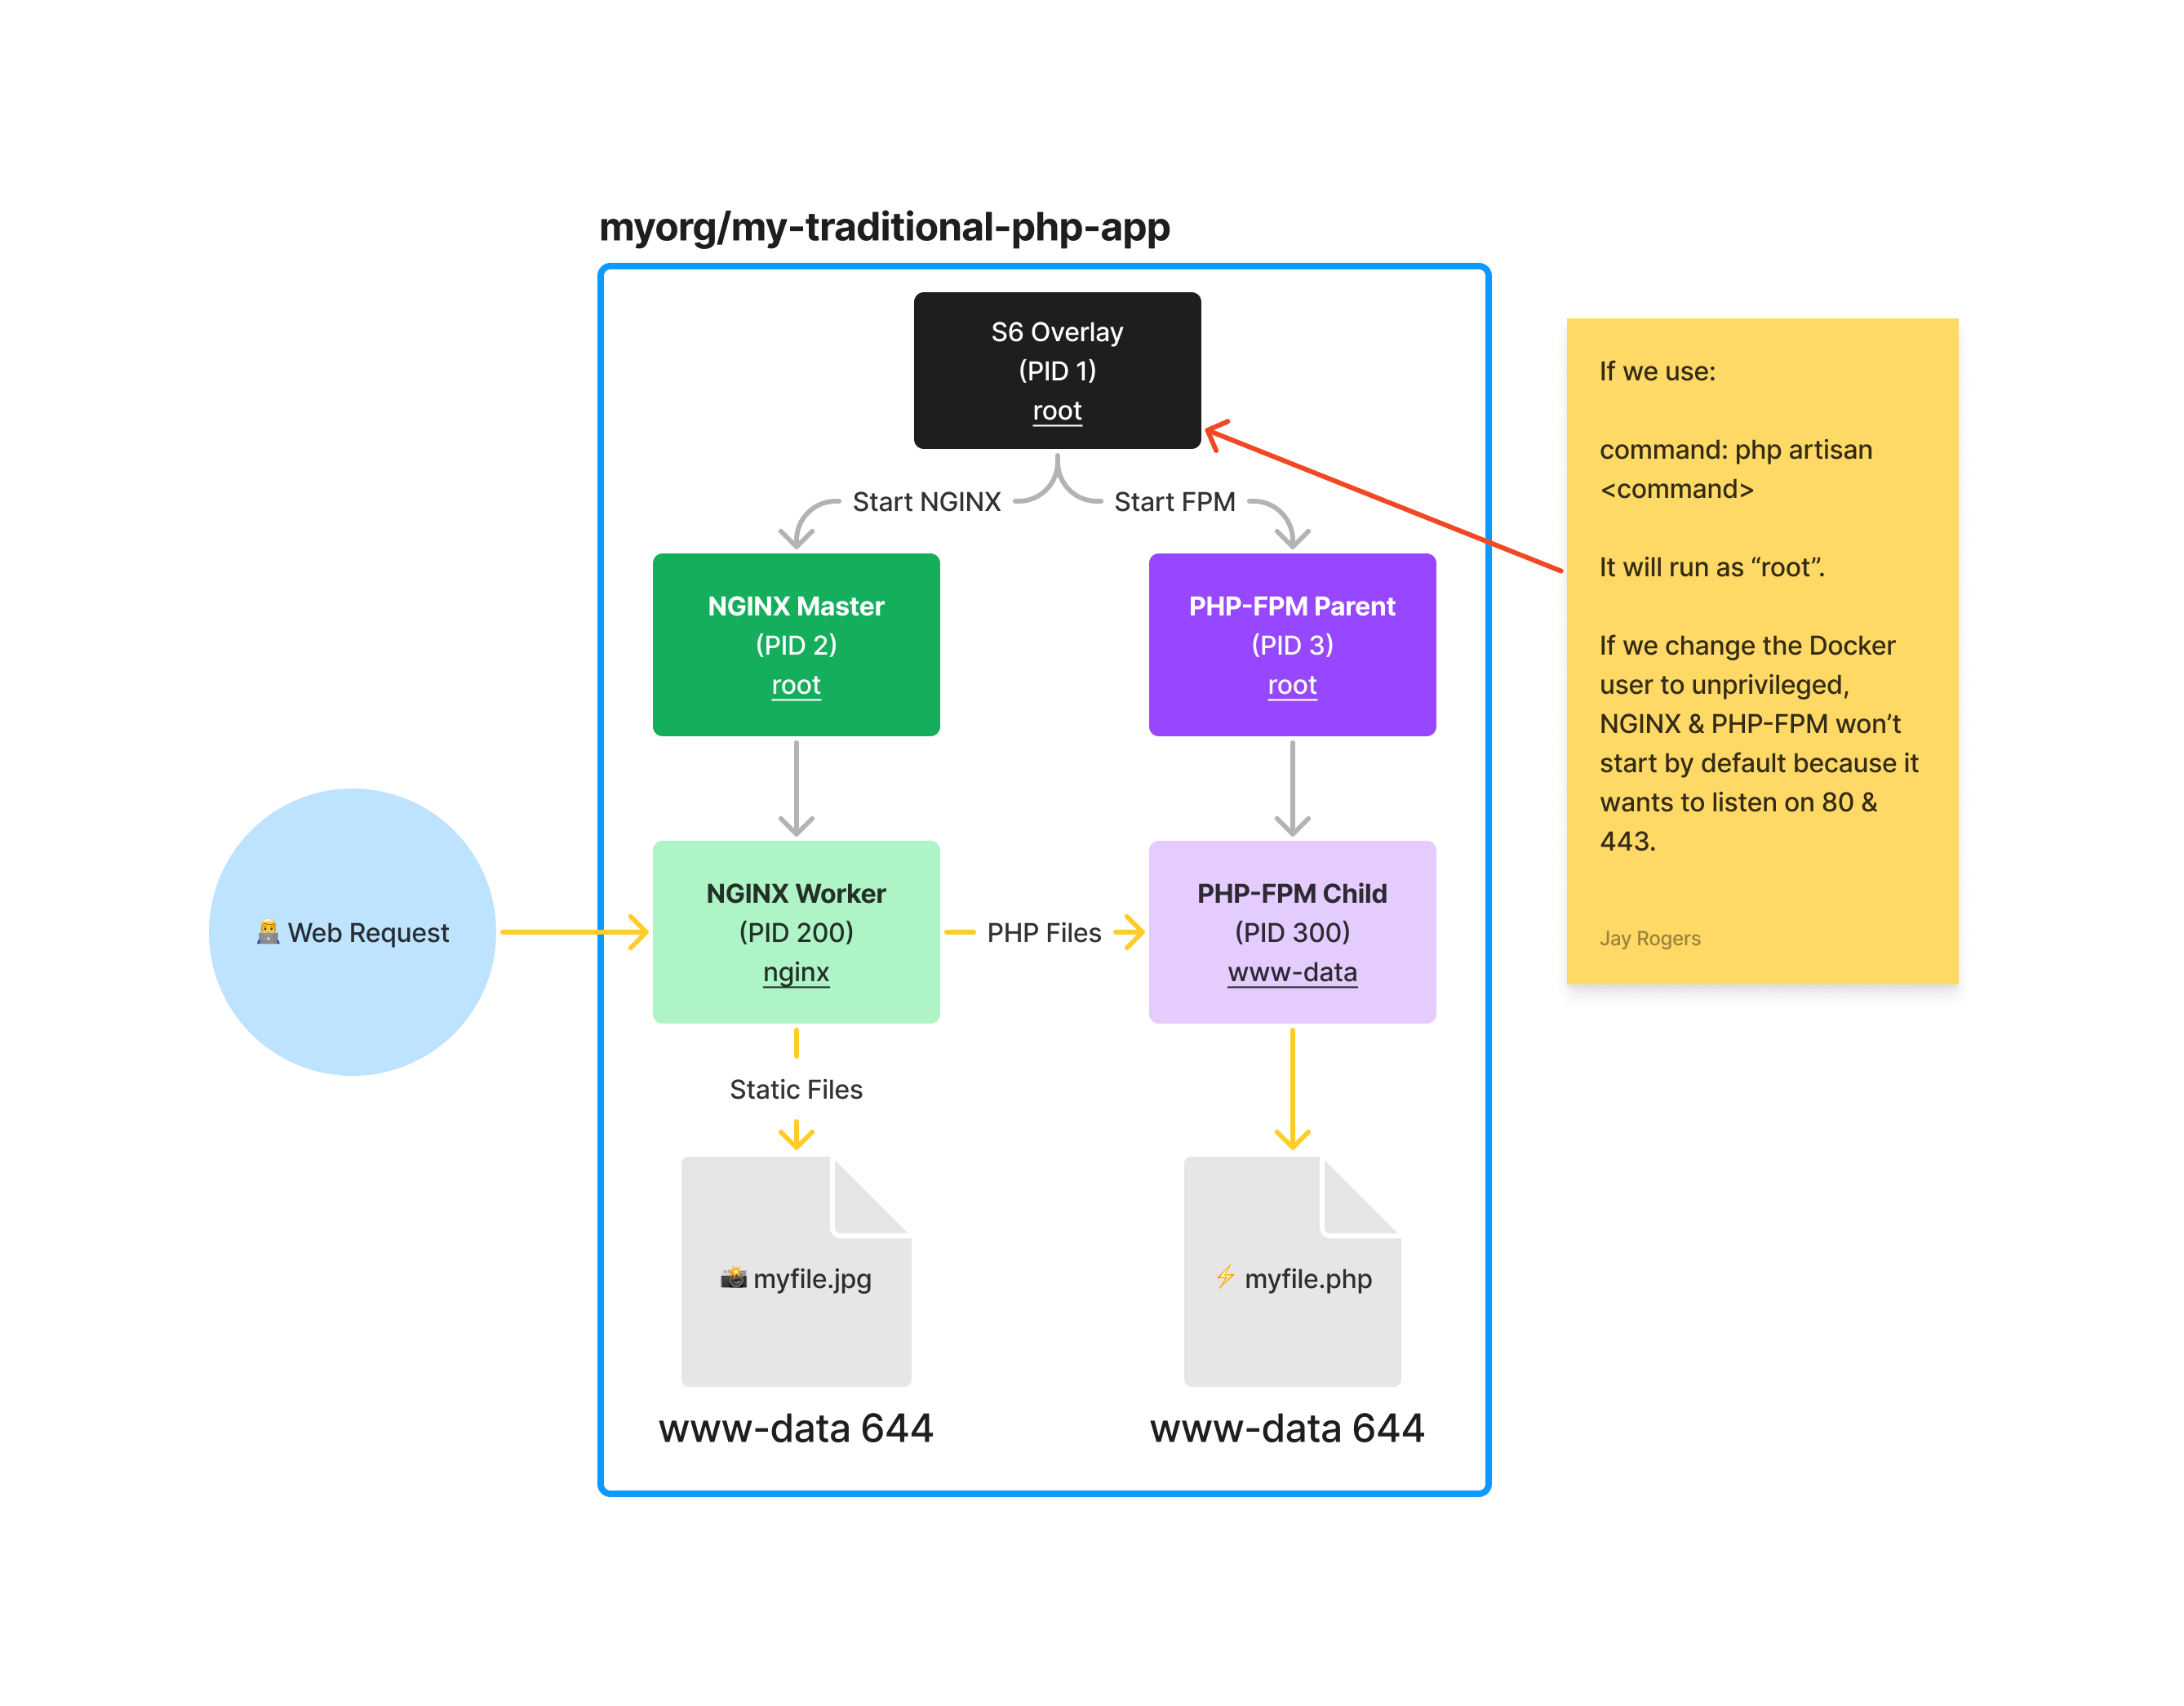 myorg/my-traditional-php-app
S6 Overlay
(PID 1)
root
Start NGINX
Start FPM
NGINX Master
(PID 2)
root
PHP-FPM Parent
(PID 3)
root
Web Request
NGINX Worker
(PID 200)
nginx
PHP Files
PHP-FPM Child
(PID 300)
www-data
Static Files
myfile.jpg
myfile.php
www-data 644
www-data 644
If we use:
command: php artisan
<command>
It will run as “root”.
If we change the Docker
user to unprivileged,
NGINX & PHP-FPM won’t
start by default because it
wants to listen on 80 &
443.
Jay Rogers